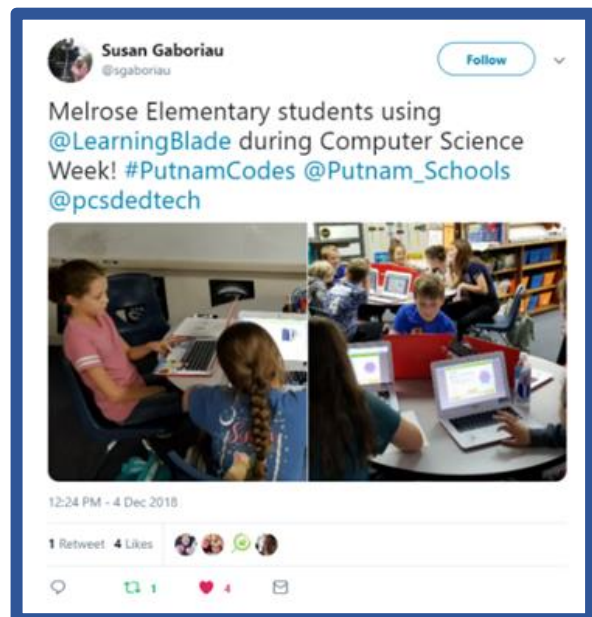 Susan Gaboriau
@sgaboriau
Follow
Melrose Elementary students using
@LearningBlade during Computer Science
Week! #PutnamCodes @Putnam_Schools
@pcsdedtech
12:24 PM - 4 Dec 2018
1 Retweet 4 Likes
1 4